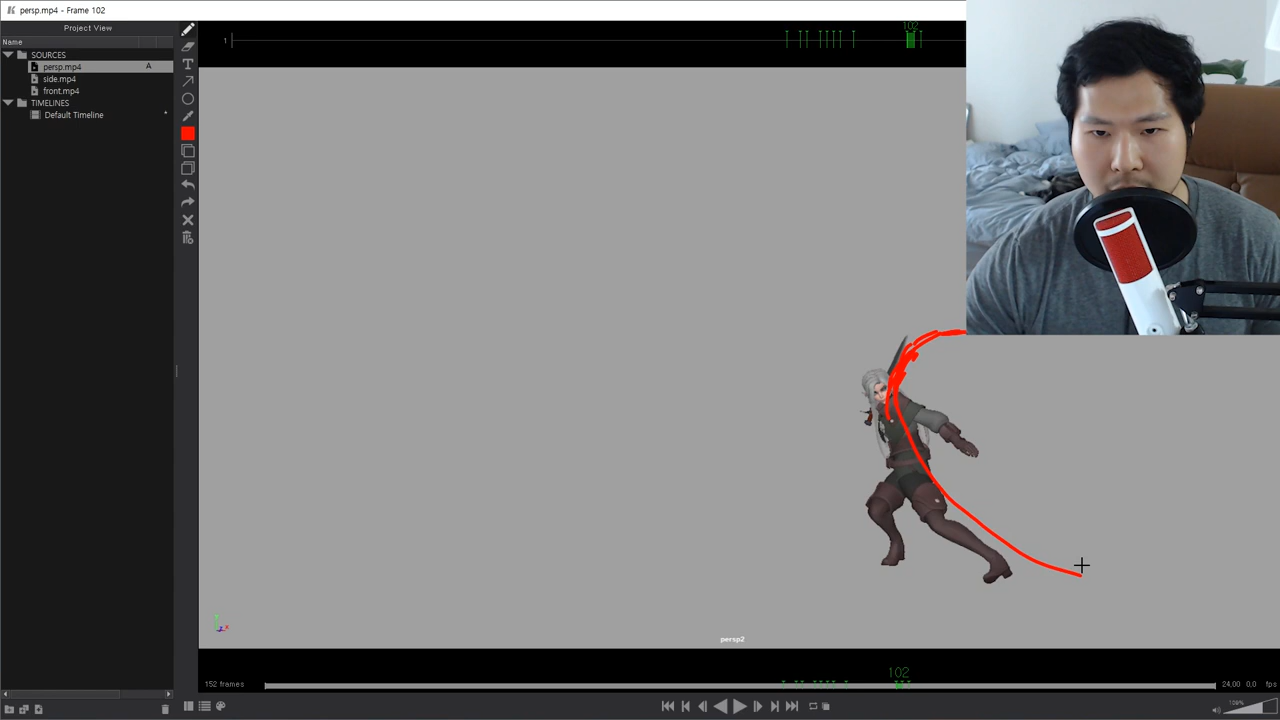 persp.mp4 - Frame 102
Project View
Name
SOURCES
persp.mp4 A
side.mp4
front.mp4
TIMELINES
Default Timeline *
T
1
102
persp2
102
152 frames
24,00 0,0 fps